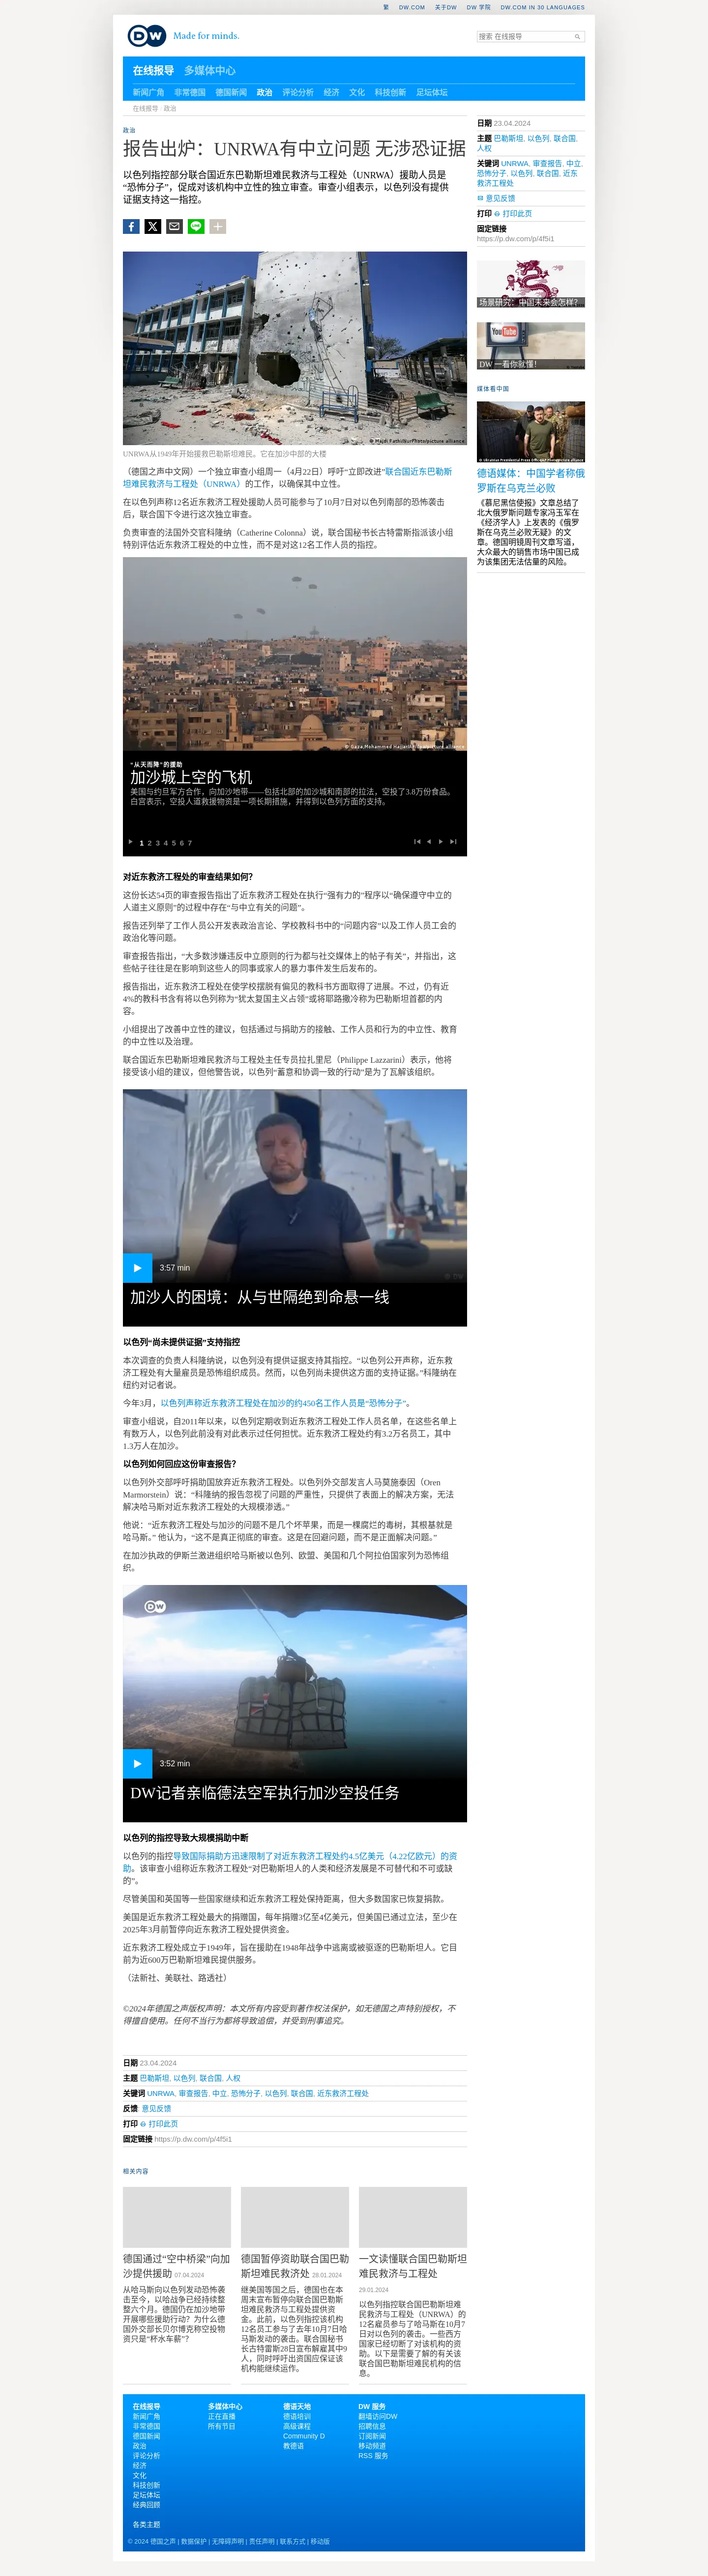 繁 DW.COM 关于DW DW 学院 DW.COM IN 30 LANGUAGES
DW Made for minds.
搜索 在线报导
在线报导 多媒体中心
新闻广角 非常德国 德国新闻 政治 评论分析 经济 文化 科技创新 足坛体坛
在线报导 / 政治
政治
报告出炉：UNRWA有中立问题 无涉恐证据
以色列指控部分联合国近东巴勒斯坦难民救济与工程处（UNRWA）援助人员是
“恐怖分子”，促成对该机构中立性的独立审查。审查小组表示，以色列没有提供
证据支持这一指控。
© Majdi Fathi/NurPhoto/picture alliance
UNRWA从1949年开始援救巴勒斯坦难民。它在加沙中部的大楼
（德国之声中文网）一个独立审查小组周一（4月22日）呼吁“立即改进”联合国近东巴勒斯
坦难民救济与工程处（UNRWA）的工作，以确保其中立性。
在以色列声称12名近东救济工程处援助人员可能参与了10月7日对以色列南部的恐怖袭击
后，联合国下令进行这次独立审查。
负责审查的法国外交官科隆纳（Catherine Colonna）说，联合国秘书长古特雷斯指派该小组
特别评估近东救济工程处的中立性，而不是对这12名工作人员的指控。
“从天而降”的援助
加沙城上空的飞机
美国与约旦军方合作，向加沙地带——包括北部的加沙城和南部的拉法，空投了3.8万份食品。
白宫表示，空投人道救援物资是一项长期措施，并得到以色列方面的支持。
1 2 3 4 5 6 7
对近东救济工程处的审查结果如何？
这份长达54页的审查报告指出了近东救济工程处在执行“强有力的”程序以“确保遵守中立的
人道主义原则”的过程中存在“与中立有关的问题”。
报告还列举了工作人员公开发表政治言论、学校教科书中的“问题内容”以及工作人员工会的
政治化等问题。
审查报告指出，“大多数涉嫌违反中立原则的行为都与社交媒体上的帖子有关”，并指出，这
些帖子往往是在影响到这些人的同事或家人的暴力事件发生后发布的。
报告指出，近东救济工程处在使学校摆脱有偏见的教科书方面取得了进展。不过，仍有近
4%的教科书含有将以色列称为“犹太复国主义占领”或将耶路撒冷称为巴勒斯坦首都的内
容。
小组提出了改善中立性的建议，包括通过与捐助方的接触、工作人员和行为的中立性、教育
的中立性以及治理。
联合国近东巴勒斯坦难民救济与工程处主任专员拉扎里尼（Philippe Lazzarini）表示，他将
接受该小组的建议，但他警告说，以色列“蓄意和协调一致的行动”是为了瓦解该组织。
3:57 min
加沙人的困境：从与世隔绝到命悬一线
以色列“尚未提供证据”支持指控
本次调查的负责人科隆纳说，以色列没有提供证据支持其指控。“以色列公开声称，近东救
济工程处有大量雇员是恐怖组织成员。然而，以色列尚未提供这方面的支持证据。”科隆纳在
纽约对记者说。
今年3月，以色列声称近东救济工程处在加沙的约450名工作人员是“恐怖分子”。
审查小组说，自2011年以来，以色列定期收到近东救济工程处工作人员名单，在这些名单上
有数万人，以色列此前没有对此表示过任何担忧。近东救济工程处约有3.2万名员工，其中
1.3万人在加沙。
以色列如何回应这份审查报告？
以色列外交部呼吁捐助国放弃近东救济工程处。以色列外交部发言人马莫施泰因（Oren
Marmorstein）说：“科隆纳的报告忽视了问题的严重性，只提供了表面上的解决方案，无法
解决哈马斯对近东救济工程处的大规模渗透。”
他说：“近东救济工程处与加沙的问题不是几个坏苹果，而是一棵腐烂的毒树，其根基就是
哈马斯。” 他认为，“这不是真正彻底的审查。这是在回避问题，而不是正面解决问题。”
在加沙执政的伊斯兰激进组织哈马斯被以色列、欧盟、美国和几个阿拉伯国家列为恐怖组
织。
DW
3:52 min
DW记者亲临德法空军执行加沙空投任务
以色列的指控导致大规模捐助中断
以色列的指控导致国际捐助方迅速限制了对近东救济工程处约4.5亿美元（4.22亿欧元）的资
助。该审查小组称近东救济工程处“对巴勒斯坦人的人类和经济发展是不可替代和不可或缺
的”。
尽管美国和英国等一些国家继续和近东救济工程处保持距离，但大多数国家已恢复捐款。
美国是近东救济工程处最大的捐赠国，每年捐赠3亿至4亿美元，但美国已通过立法，至少在
2025年3月前暂停向近东救济工程处提供资金。
近东救济工程处成立于1949年，旨在援助在1948年战争中逃离或被驱逐的巴勒斯坦人。它目
前为近600万巴勒斯坦难民提供服务。
（法新社、美联社、路透社）
©2024年德国之声版权声明：本文所有内容受到著作权法保护，如无德国之声特别授权，不
得擅自使用。任何不当行为都将导致追偿，并受到刑事追究。
日期 23.04.2024
主题 巴勒斯坦, 以色列, 联合国, 人权
关键词 UNRWA, 审查报告, 中立, 恐怖分子, 以色列, 联合国, 近东救济工程处
反馈 意见反馈
打印 打印此页
固定链接 https://p.dw.com/p/4f5i1
相关内容
德国通过“空中桥梁”向加
沙提供援助 07.04.2024
从哈马斯向以色列发动恐怖袭
击至今，以哈战争已经持续整
整六个月。德国仍在加沙地带
开展哪些援助行动？为什么德
国外交部长贝尔博克称空投物
资只是“杯水车薪”？
德国暂停资助联合国巴勒
斯坦难民救济处 28.01.2024
继美国等国之后，德国也在本
周末宣布暂停向联合国巴勒斯
坦难民救济与工程处提供资
金。此前，以色列指控该机构
12名员工参与了去年10月7日哈
马斯发动的袭击。联合国秘书
长古特雷斯28日宣布解雇其中9
人，同时呼吁出资国应保证该
机构能继续运作。
一文读懂联合国巴勒斯坦
难民救济与工程处
29.01.2024
以色列指控联合国巴勒斯坦难
民救济与工程处（UNRWA）的
12名雇员参与了哈马斯在10月7
日对以色列的袭击。一些西方
国家已经切断了对该机构的资
助。以下是需要了解的有关该
联合国巴勒斯坦难民机构的信
息。
日期 23.04.2024
主题 巴勒斯坦, 以色列, 联合国,
人权
关键词 UNRWA, 审查报告, 中立,
恐怖分子, 以色列, 联合国, 近东
救济工程处
意见反馈
打印 打印此页
固定链接
https://p.dw.com/p/4f5i1
场景研究：中国未来会怎样？
YouTube
DW 一看你就懂！
媒体看中国
德语媒体：中国学者称俄
罗斯在乌克兰必败
《慕尼黑信使报》文章总结了
北大俄罗斯问题专家冯玉军在
《经济学人》上发表的《俄罗
斯在乌克兰必败无疑》的文
章。德国明镜周刊文章写道，
大众最大的销售市场中国已成
为该集团无法估量的风险。
在线报导
新闻广角
非常德国
德国新闻
政治
评论分析
经济
文化
科技创新
足坛体坛
经典回顾
各类主题
多媒体中心
正在直播
所有节目
德语天地
德语培训
高级课程
Community D
教德语
DW 服务
翻墙访问DW
招聘信息
订阅新闻
移动频道
RSS 服务
© 2024 德国之声 | 数据保护 | 无障碍声明 | 责任声明 | 联系方式 | 移动版